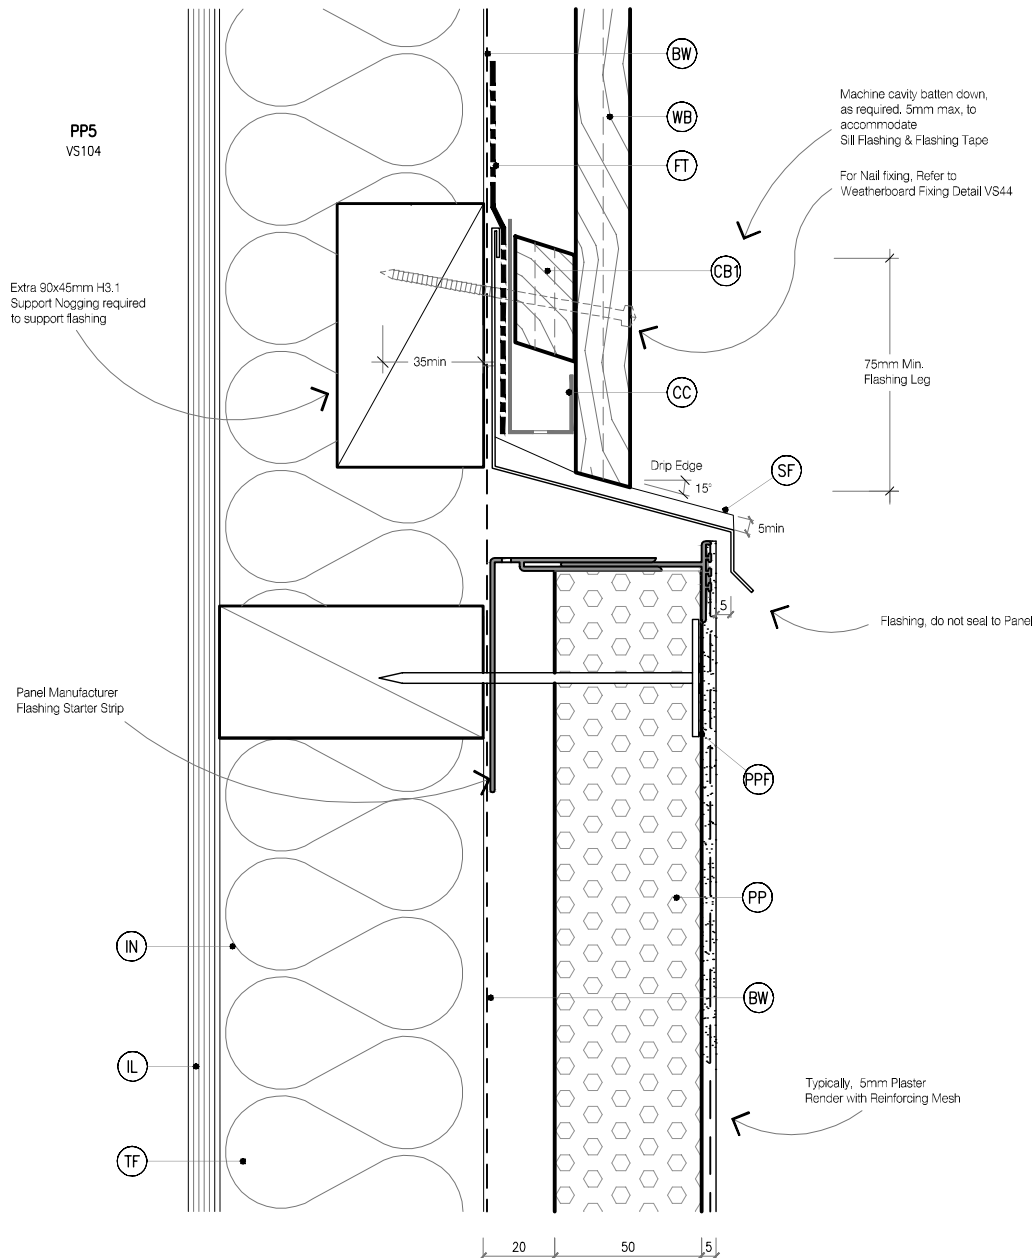 BW
Machine cavity batten down,
as required. 5mm max, to
accommodate
Sill Flashing & Flashing Tape
WB
PP5
VS104
FT
For Nail fixing, Refer to
Weatherboard Fixing Detail VS44
CB1
Extra 90x45mm H3.1
Support Nogging required
to support flashing
35min
75mm Min.
Flashing Leg
CC
Drip Edge
15°
SF
5min
5
Flashing, do not seal to Panel
Panel Manufacturer
Flashing Starter Strip
PPF
PP
IN
BW
IL
Typically, 5mm Plaster
Render with Reinforcing Mesh
TF
20
50
5